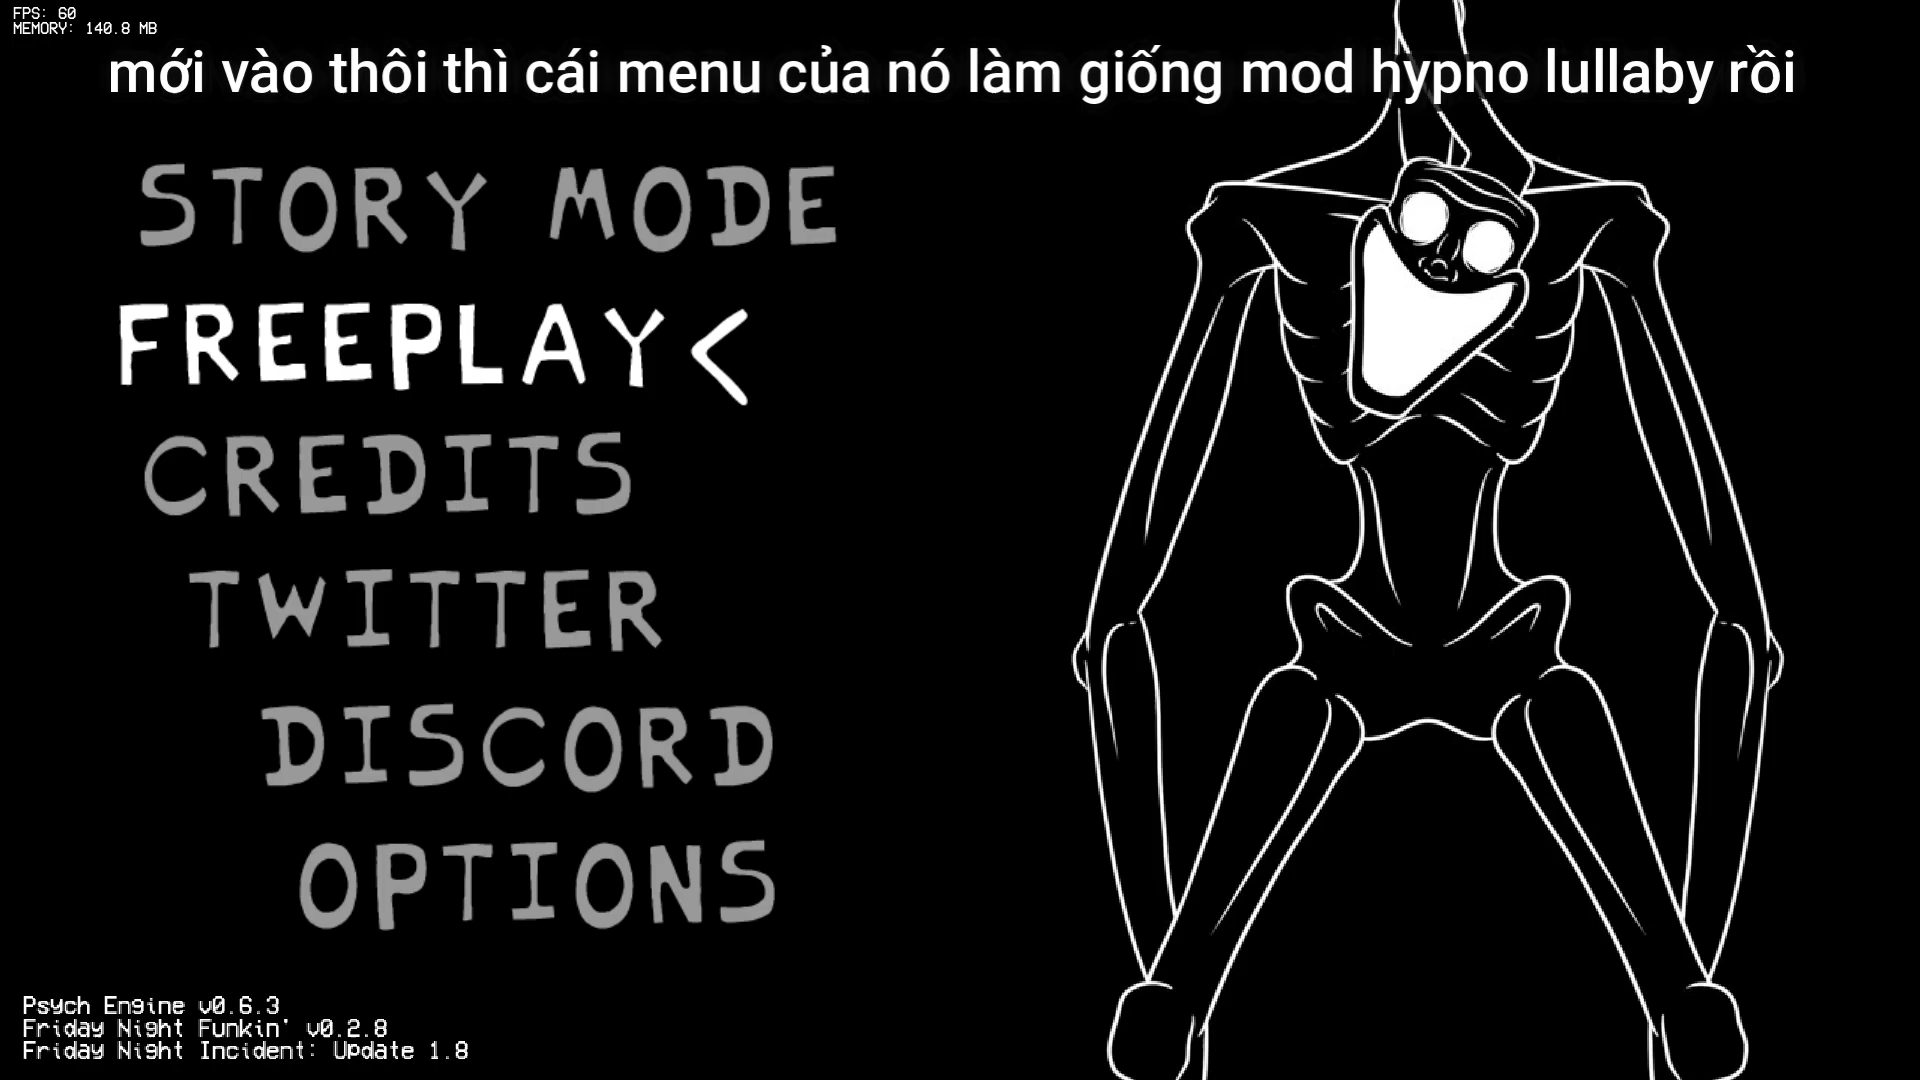 FPS: 60
MEMORY: 140.8 MB
mới vào thôi thì cái menu của nó làm giống mod hypno lullaby rồi
STORY MODE
FREEPLAY<
CREDITS
TWITTER
DISCORD
OPTIONS
Psych Engine v0.6.3
Friday Night Funkin' v0.2.8
Friday Night Incident: Update 1.8